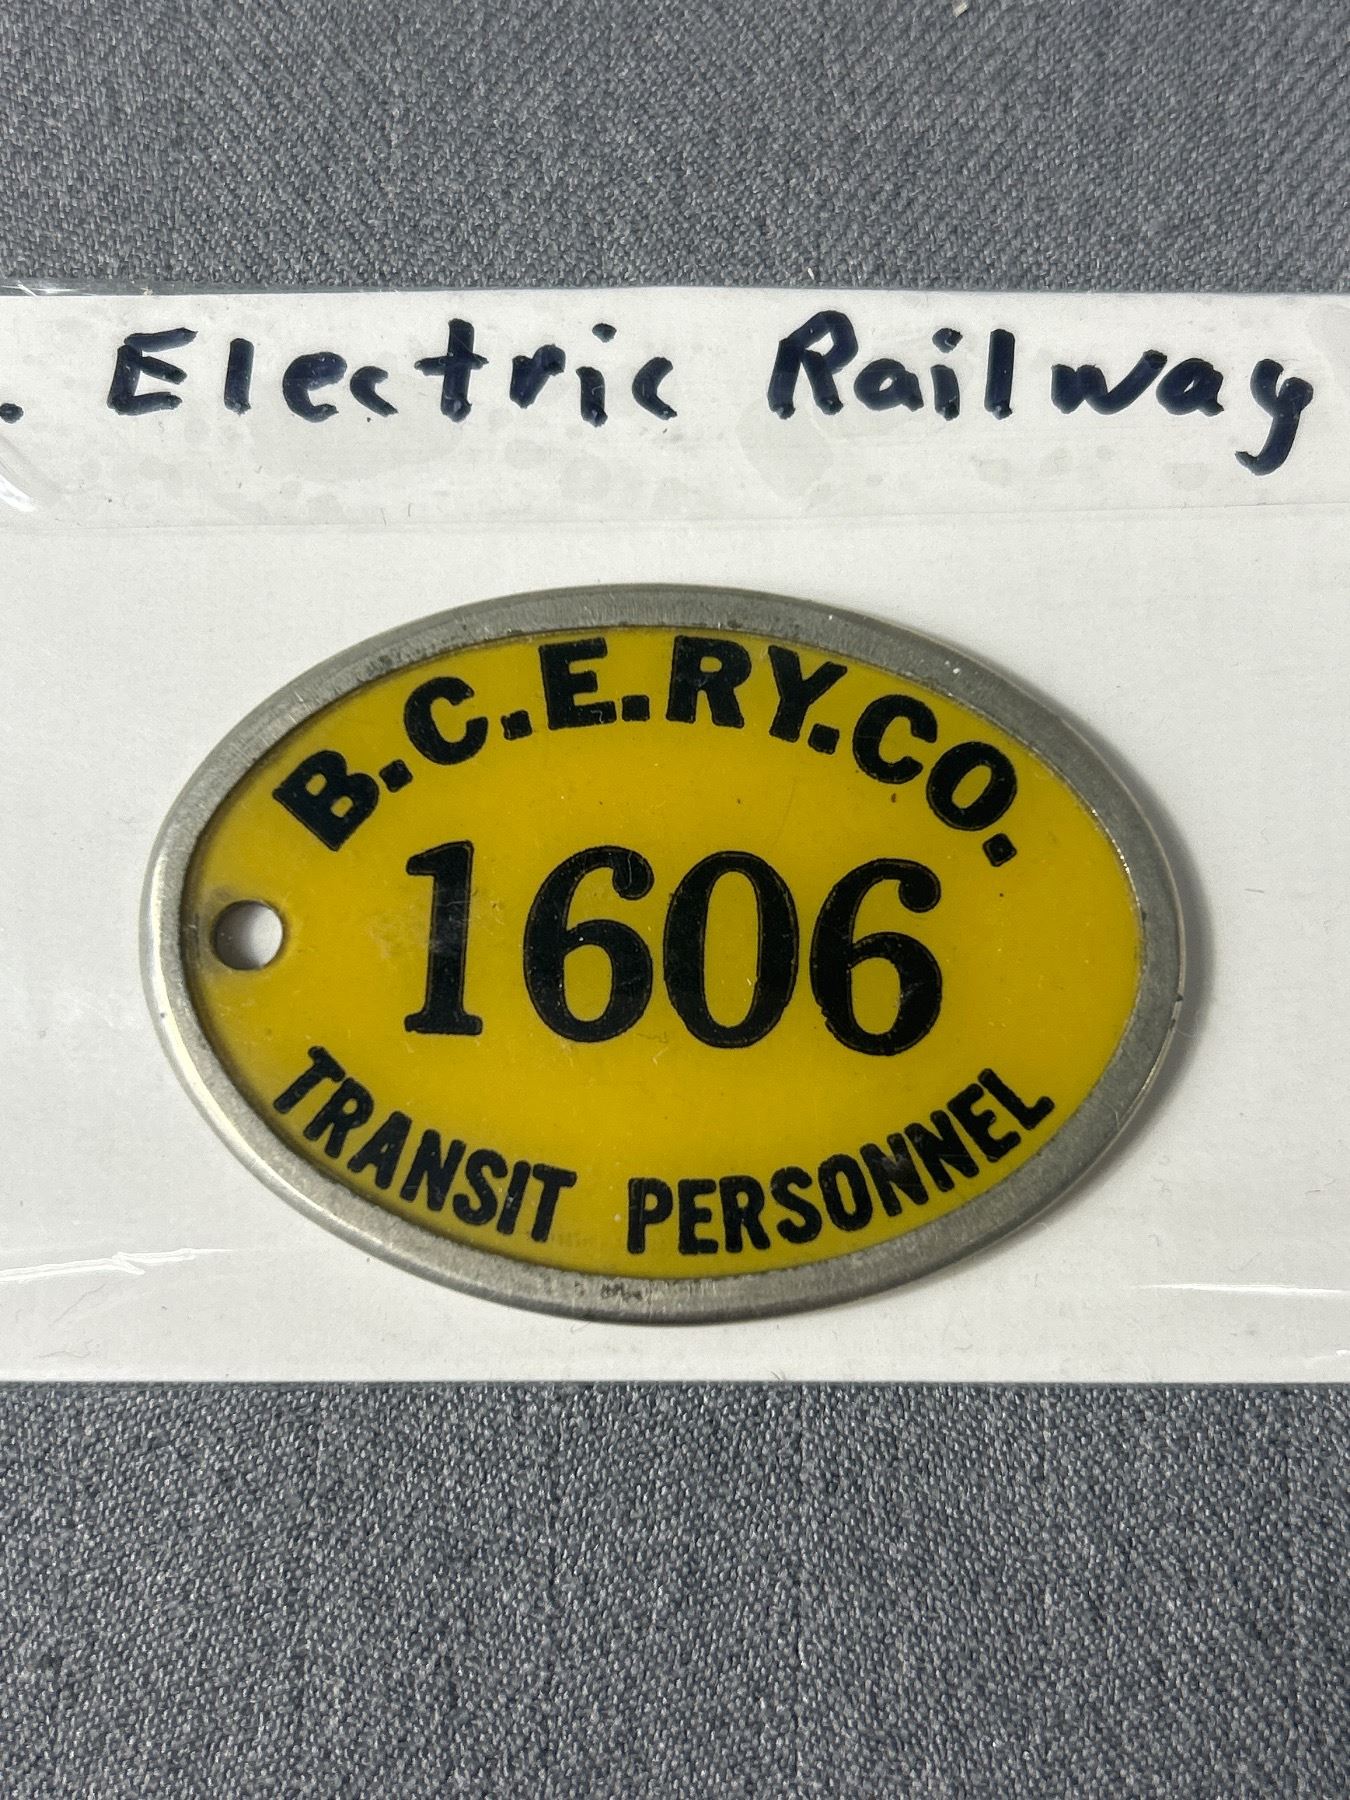 . Electric Railway
B.C.E.RY.CO.
1606
TRANSIT PERSONNEL